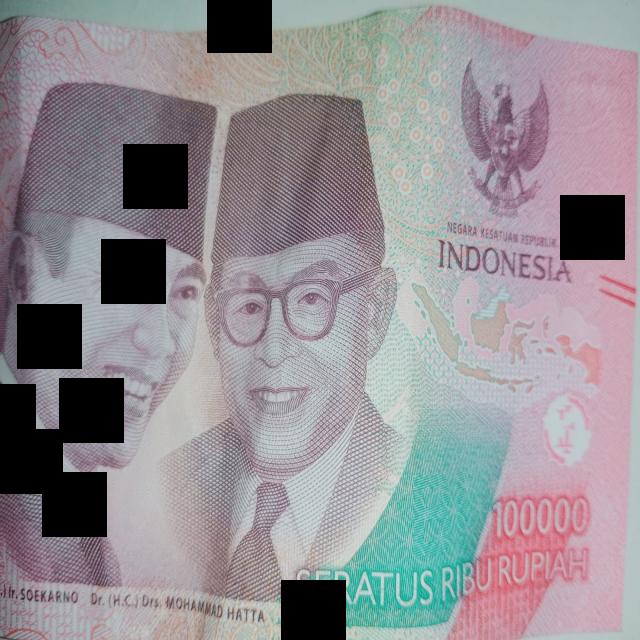 NEGARA KESATUAN REPUBLIK
INDONESIA
100000
SERATUS RIBU RUPIAH
Ir. SOEKARNO Dr. (H.C.) Drs. MOHAMMAD HATTA